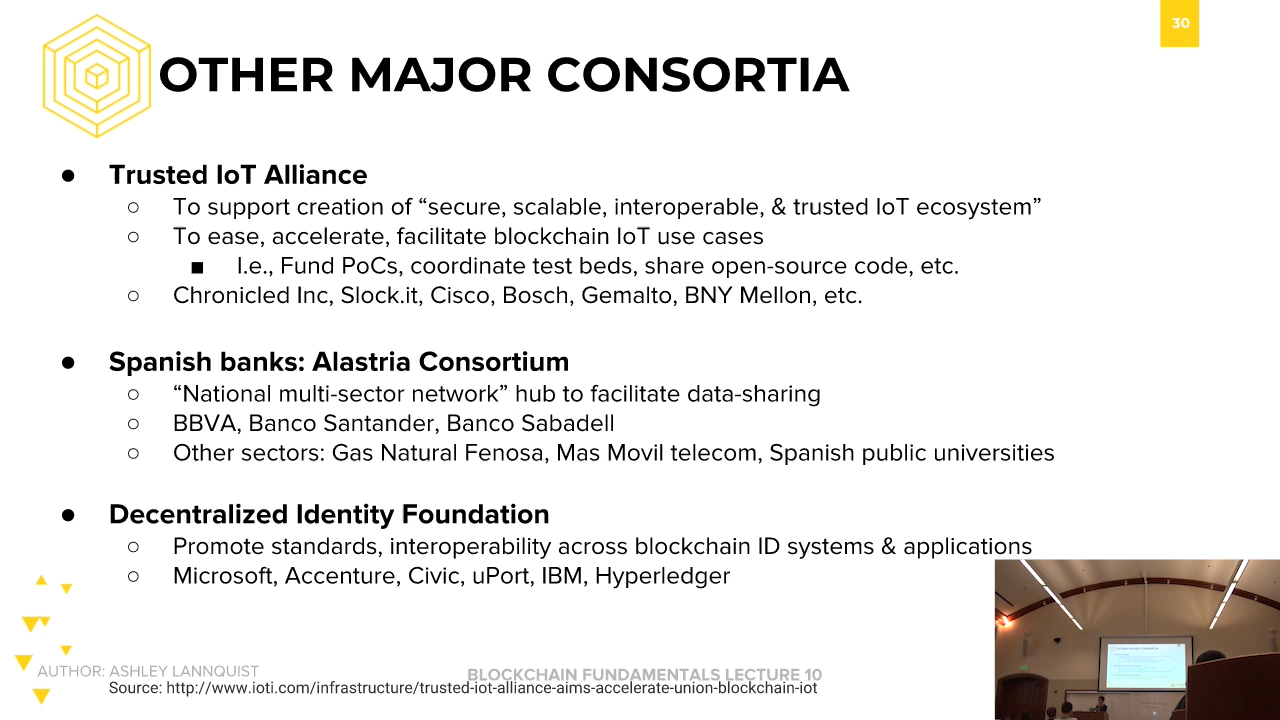 30
OTHER MAJOR CONSORTIA
● Trusted IoT Alliance
○ To support creation of “secure, scalable, interoperable, & trusted IoT ecosystem”
○ To ease, accelerate, facilitate blockchain IoT use cases
■ I.e., Fund PoCs, coordinate test beds, share open-source code, etc.
○ Chronicled Inc, Slock.it, Cisco, Bosch, Gemalto, BNY Mellon, etc.
● Spanish banks: Alastria Consortium
○ “National multi-sector network” hub to facilitate data-sharing
○ BBVA, Banco Santander, Banco Sabadell
○ Other sectors: Gas Natural Fenosa, Mas Movil telecom, Spanish public universities
● Decentralized Identity Foundation
○ Promote standards, interoperability across blockchain ID systems & applications
○ Microsoft, Accenture, Civic, uPort, IBM, Hyperledger
AUTHOR: ASHLEY LANNQUIST
BLOCKCHAIN FUNDAMENTALS LECTURE 10
Source: http://www.ioti.com/infrastructure/trusted-iot-alliance-aims-accelerate-union-blockchain-iot
OTHER MAJOR CONSORTIA